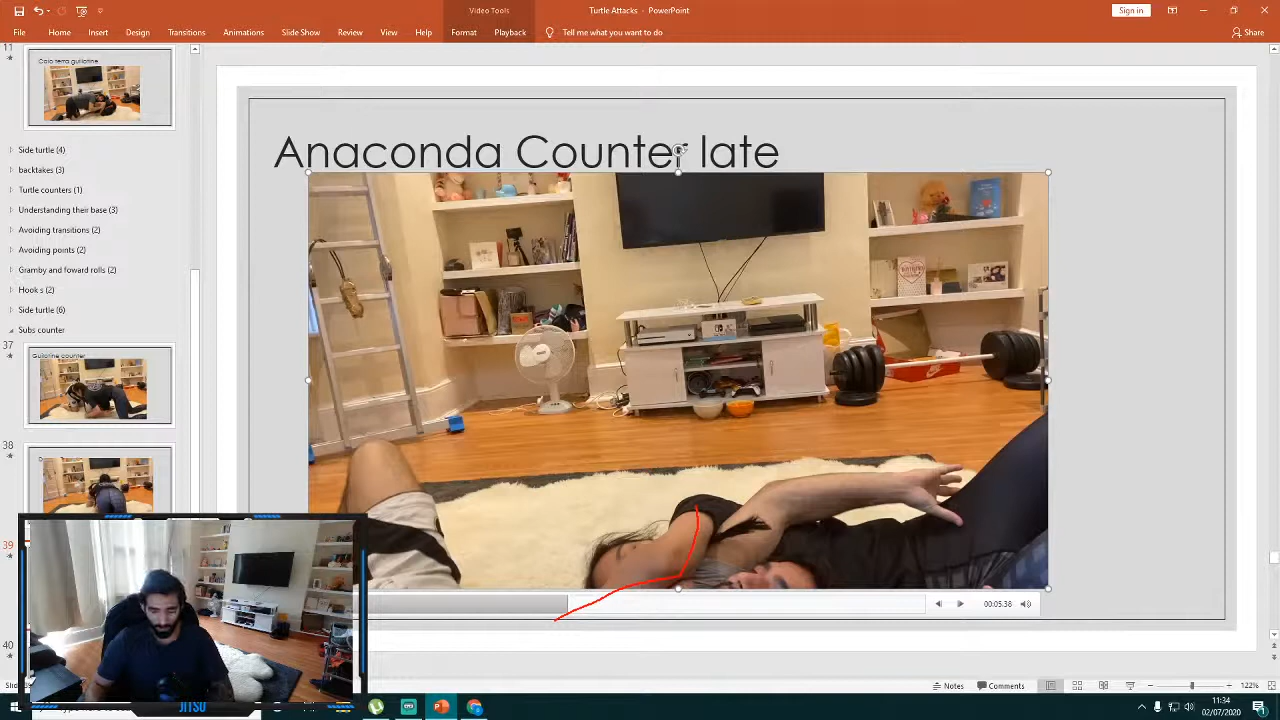 Video Tools
Turtle Attacks - PowerPoint
Sign in
File Home Insert Design Transitions Animations Slide Show Review View Help Format Playback Tell me what you want to do
Share
11
Side turtle (4)
backtakes (3)
Turtle counters (1)
Understanding their base (3)
Avoiding transitions (2)
Avoiding points (2)
Gramby and foward rolls (2)
Hook s (2)
Side turtle (6)
Subs counter
37
Guilotine counter
38
39
40
Anaconda Counter late
00:05.38
JITSU
Notes Comments 122%
11:34
02/07/2020